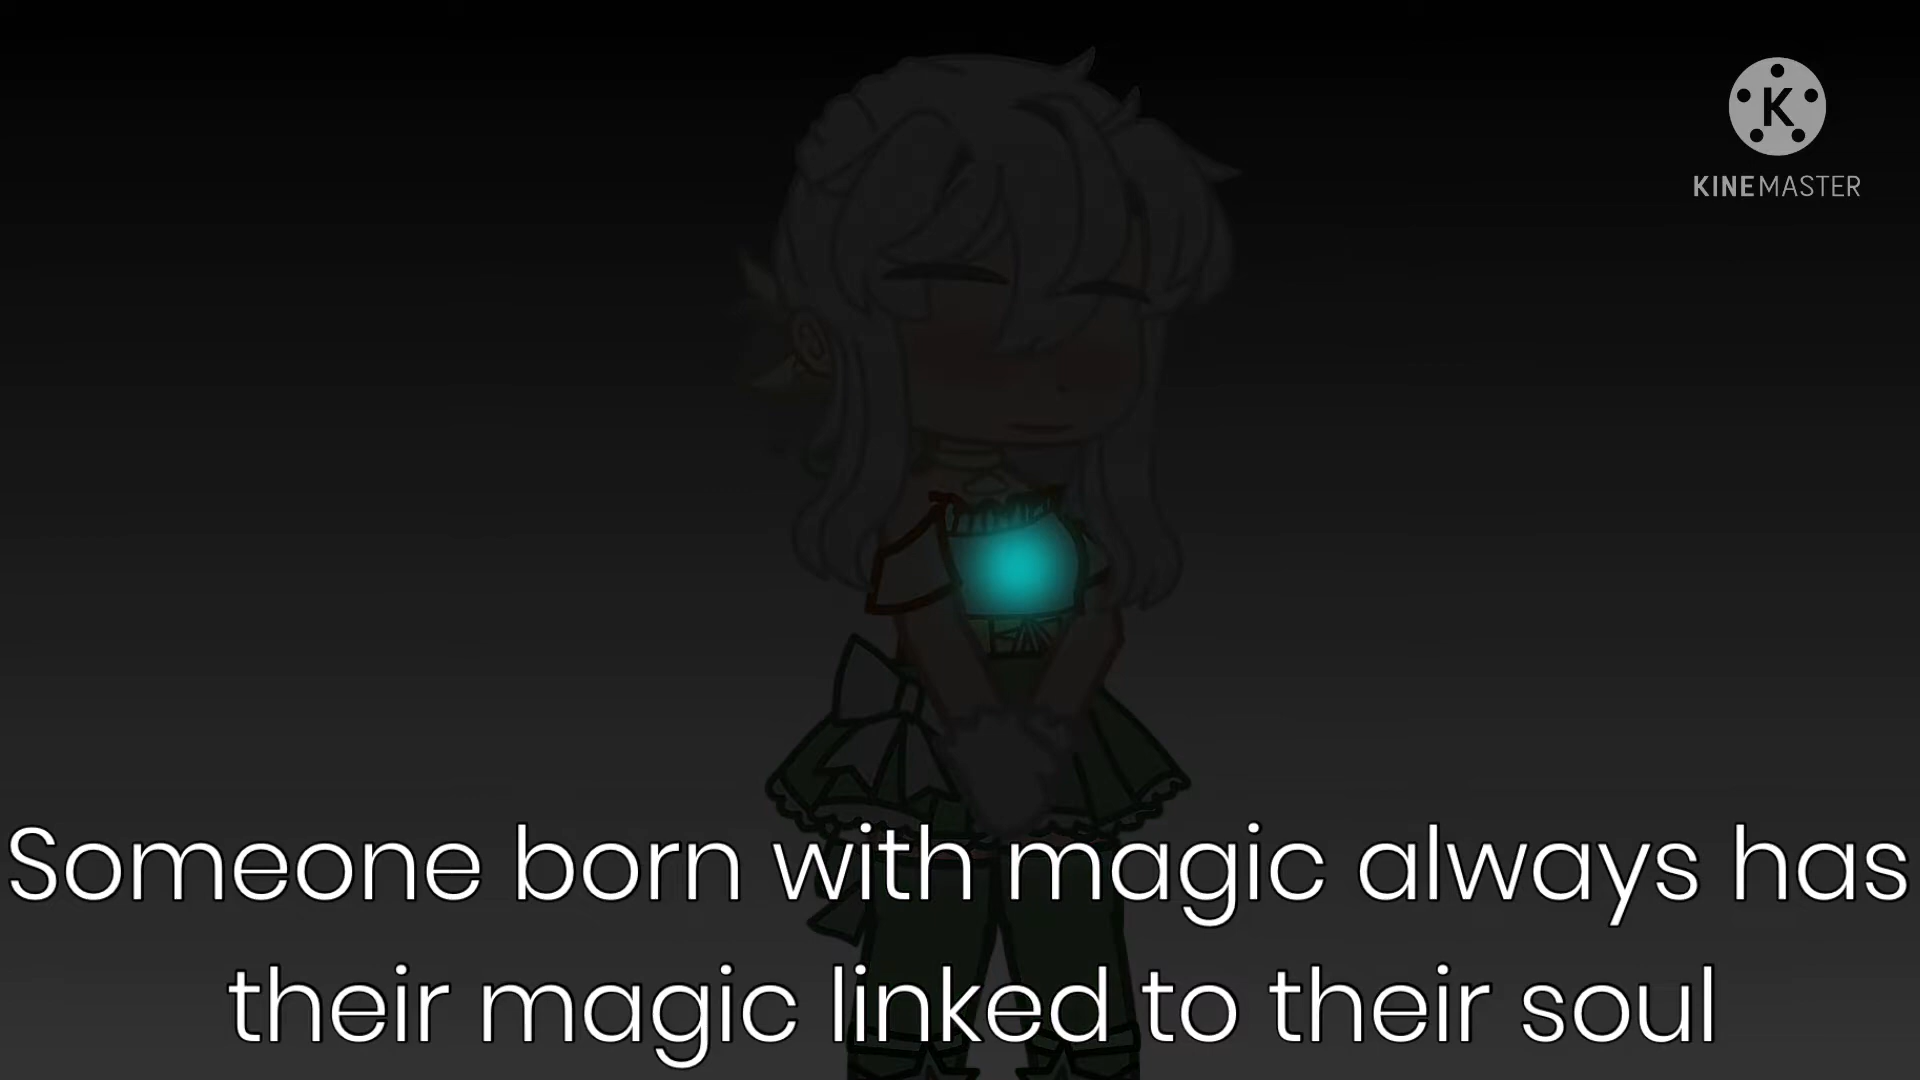 K
KINEMASTER
Someone born with magic always has
their magic linked to their soul